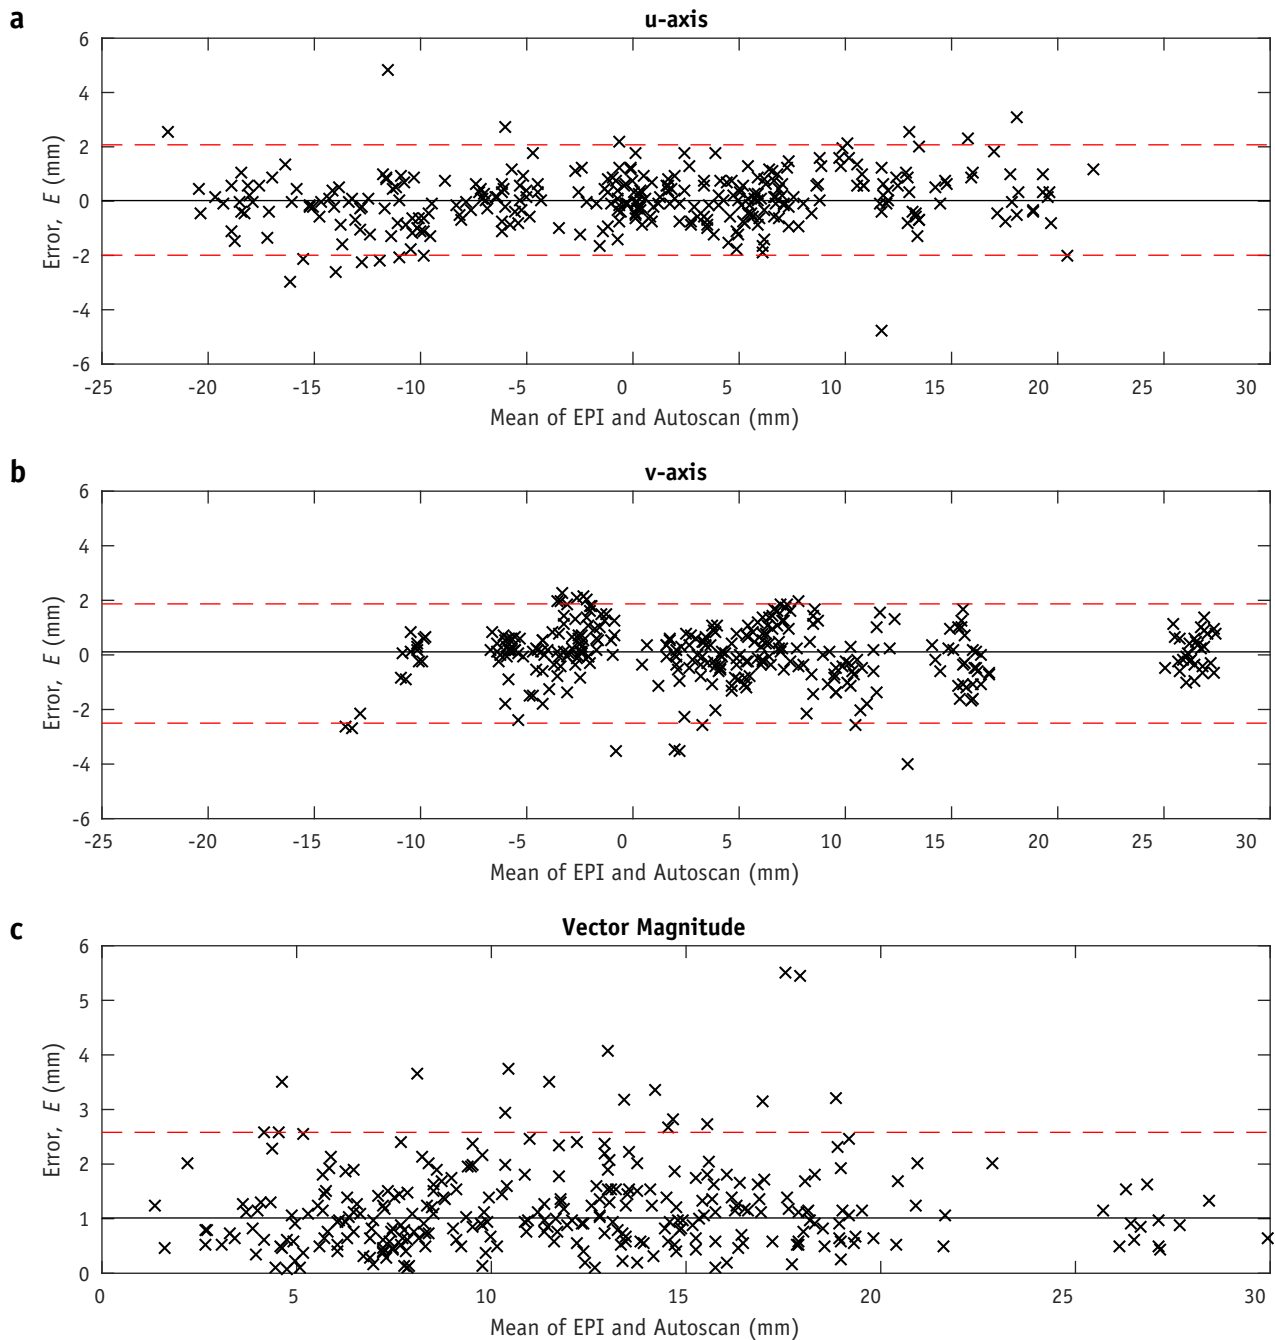 a
u-axis
6
4
2
0
-2
-4
-6
Error, E (mm)
-25 -20 -15 -10 -5 0 5 10 15 20 25 30
Mean of EPI and Autoscan (mm)
b
v-axis
6
4
2
0
-2
-4
-6
Error, E (mm)
-25 -20 -15 -10 -5 0 5 10 15 20 25 30
Mean of EPI and Autoscan (mm)
c
Vector Magnitude
6
5
4
3
2
1
0
Error, E (mm)
0 5 10 15 20 25 30
Mean of EPI and Autoscan (mm)